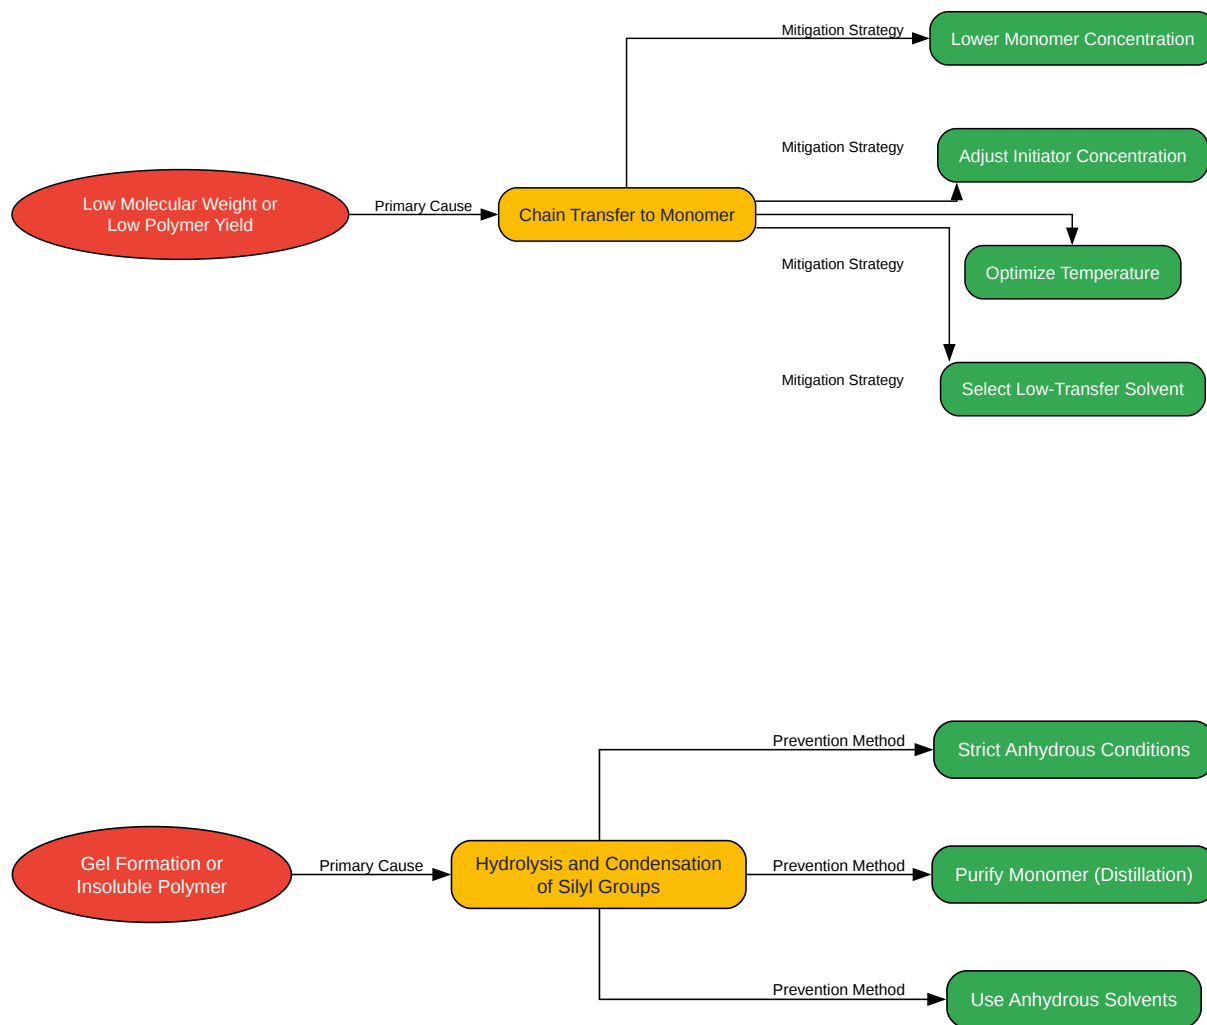 Mitigation Strategy
Lower Monomer Concentration
Mitigation Strategy
Adjust Initiator Concentration
Low Molecular Weight or
Low Polymer Yield
Primary Cause
Chain Transfer to Monomer
Mitigation Strategy
Optimize Temperature
Mitigation Strategy
Select Low-Transfer Solvent
Prevention Method
Strict Anhydrous Conditions
Gel Formation or
Insoluble Polymer
Primary Cause
Hydrolysis and Condensation
of Silyl Groups
Prevention Method
Purify Monomer (Distillation)
Prevention Method
Use Anhydrous Solvents